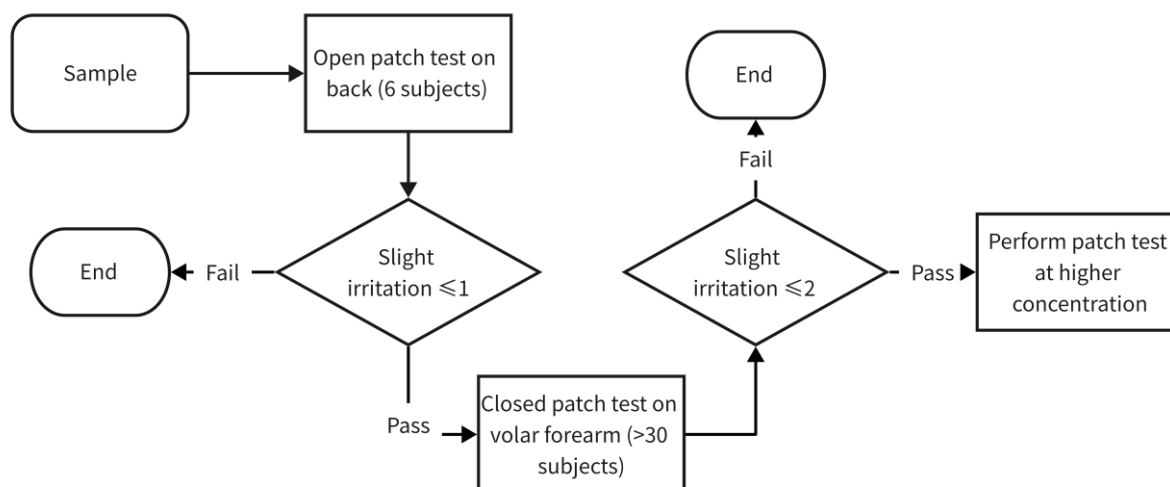 Sample
Open patch test on
back (6 subjects)
Slight
irritation ⩽1
Fail
End
Pass
Closed patch test on
volar forearm (>30
subjects)
Slight
irritation ⩽2
Fail
End
Pass
Perform patch test
at higher
concentration